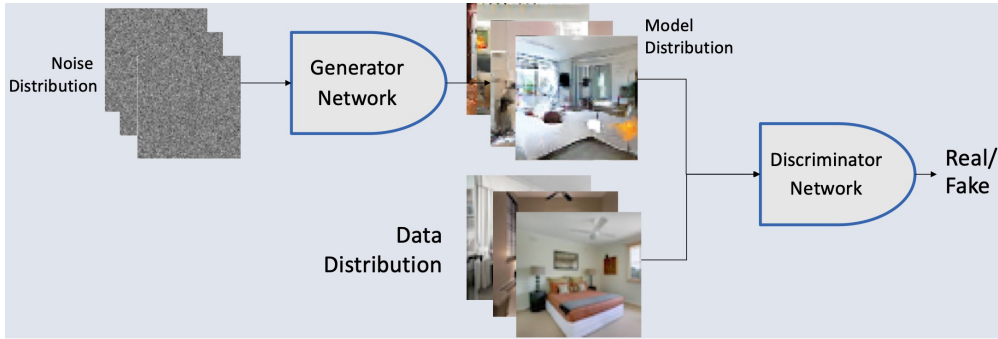 Noise
Distribution
Generator
Network
Model
Distribution
Data
Distribution
Discriminator
Network
Real/
Fake